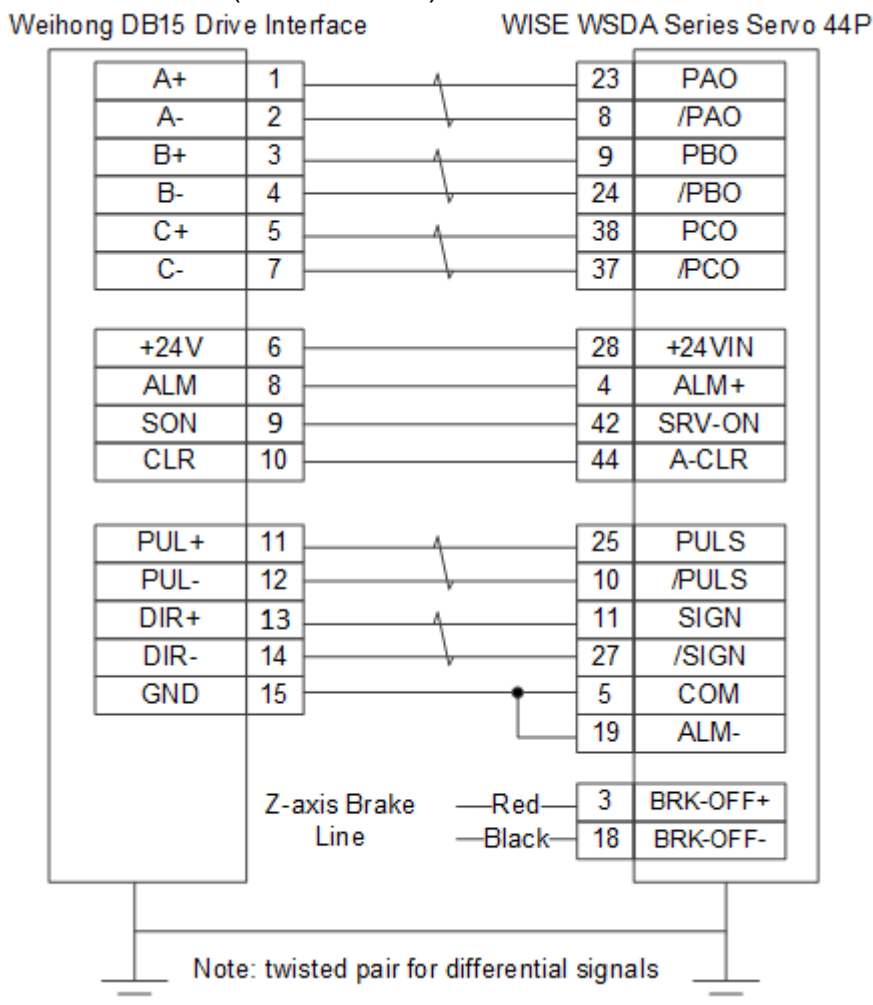 Weihong DB15 Drive Interface WISE WSDA Series Servo 44P
A+ 1 23 PAO
A- 2 8 /PAO
B+ 3 9 PBO
B- 4 24 /PBO
C+ 5 38 PCO
C- 7 37 /PCO
+24V 6 28 +24VIN
ALM 8 4 ALM+
SON 9 42 SRV-ON
CLR 10 44 A-CLR
PUL+ 11 25 PULS
PUL- 12 10 /PULS
DIR+ 13 11 SIGN
DIR- 14 27 /SIGN
GND 15 5 COM
19 ALM-
Z-axis Brake Red 3 BRK-OFF+
Line Black 18 BRK-OFF-
Note: twisted pair for differential signals